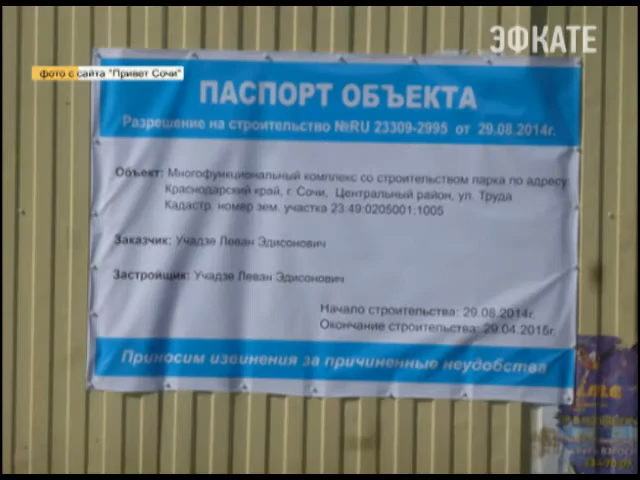 ЭФКАТЕ
фото с сайта "Привет Сочи"
ПАСПОРТ ОБЪЕКТА
Разрешение на строительство №RU 23309-2995 от 29.08.2014г.
Объект: Многофункциональный комплекс со строительством парка по адресу
Краснодарский край, г. Сочи, Центральный район, ул. Труда
Кадастр. номер зем. участка 23:49:0205001:1005
Заказчик: Учадзе Леван Эдисонович
Застройщик: Учадзе Леван Эдисонович
Начало строительства: 29.08.2014г.
Окончание строительства: 29.04.2015г.
Приносим извинения за причиненные неудобства